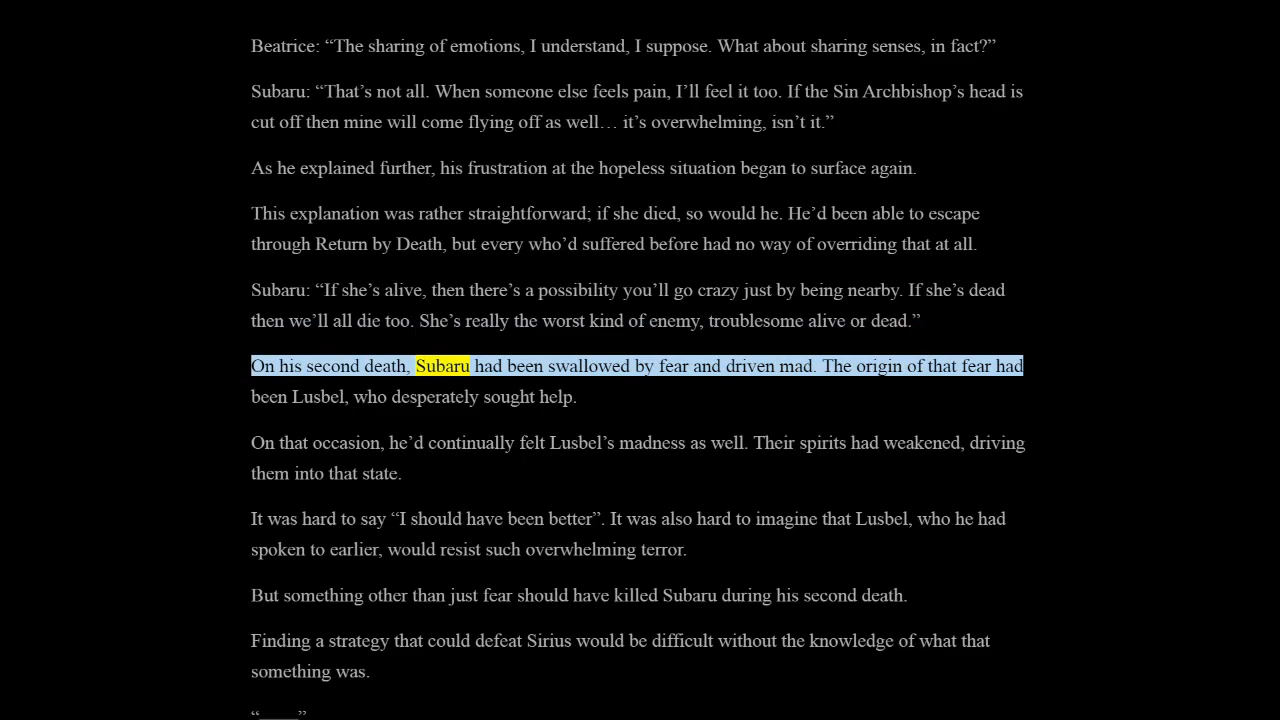 Beatrice: “The sharing of emotions, I understand, I suppose. What about sharing senses, in fact?”
Subaru: “That’s not all. When someone else feels pain, I’ll feel it too. If the Sin Archbishop’s head is
cut off then mine will come flying off as well… it’s overwhelming, isn’t it.”
As he explained further, his frustration at the hopeless situation began to surface again.
This explanation was rather straightforward; if she died, so would he. He’d been able to escape
through Return by Death, but every who’d suffered before had no way of overriding that at all.
Subaru: “If she’s alive, then there’s a possibility you’ll go crazy just by being nearby. If she’s dead
then we’ll all die too. She’s really the worst kind of enemy, troublesome alive or dead.”
On his second death, Subaru had been swallowed by fear and driven mad. The origin of that fear had
been Lusbel, who desperately sought help.
On that occasion, he’d continually felt Lusbel’s madness as well. Their spirits had weakened, driving
them into that state.
It was hard to say “I should have been better”. It was also hard to imagine that Lusbel, who he had
spoken to earlier, would resist such overwhelming terror.
But something other than just fear should have killed Subaru during his second death.
Finding a strategy that could defeat Sirius would be difficult without the knowledge of what that
something was.
“____”